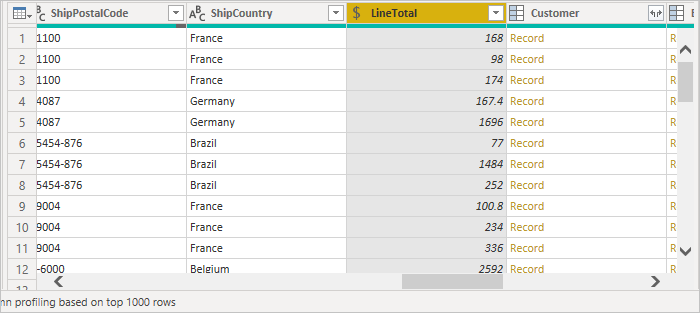 ShipPostalCode ABC ShipCountry $ LineTotal Customer
1 1100 France 168 Record R
2 1100 France 98 Record R
3 1100 France 174 Record R
4 4087 Germany 167.4 Record R
5 4087 Germany 1696 Record R
6 5454-876 Brazil 77 Record R
7 5454-876 Brazil 1484 Record R
8 5454-876 Brazil 252 Record R
9 9004 France 100.8 Record R
10 9004 France 234 Record R
11 9004 France 336 Record R
12 -6000 Belgium 2592 Record
mn profiling based on top 1000 rows